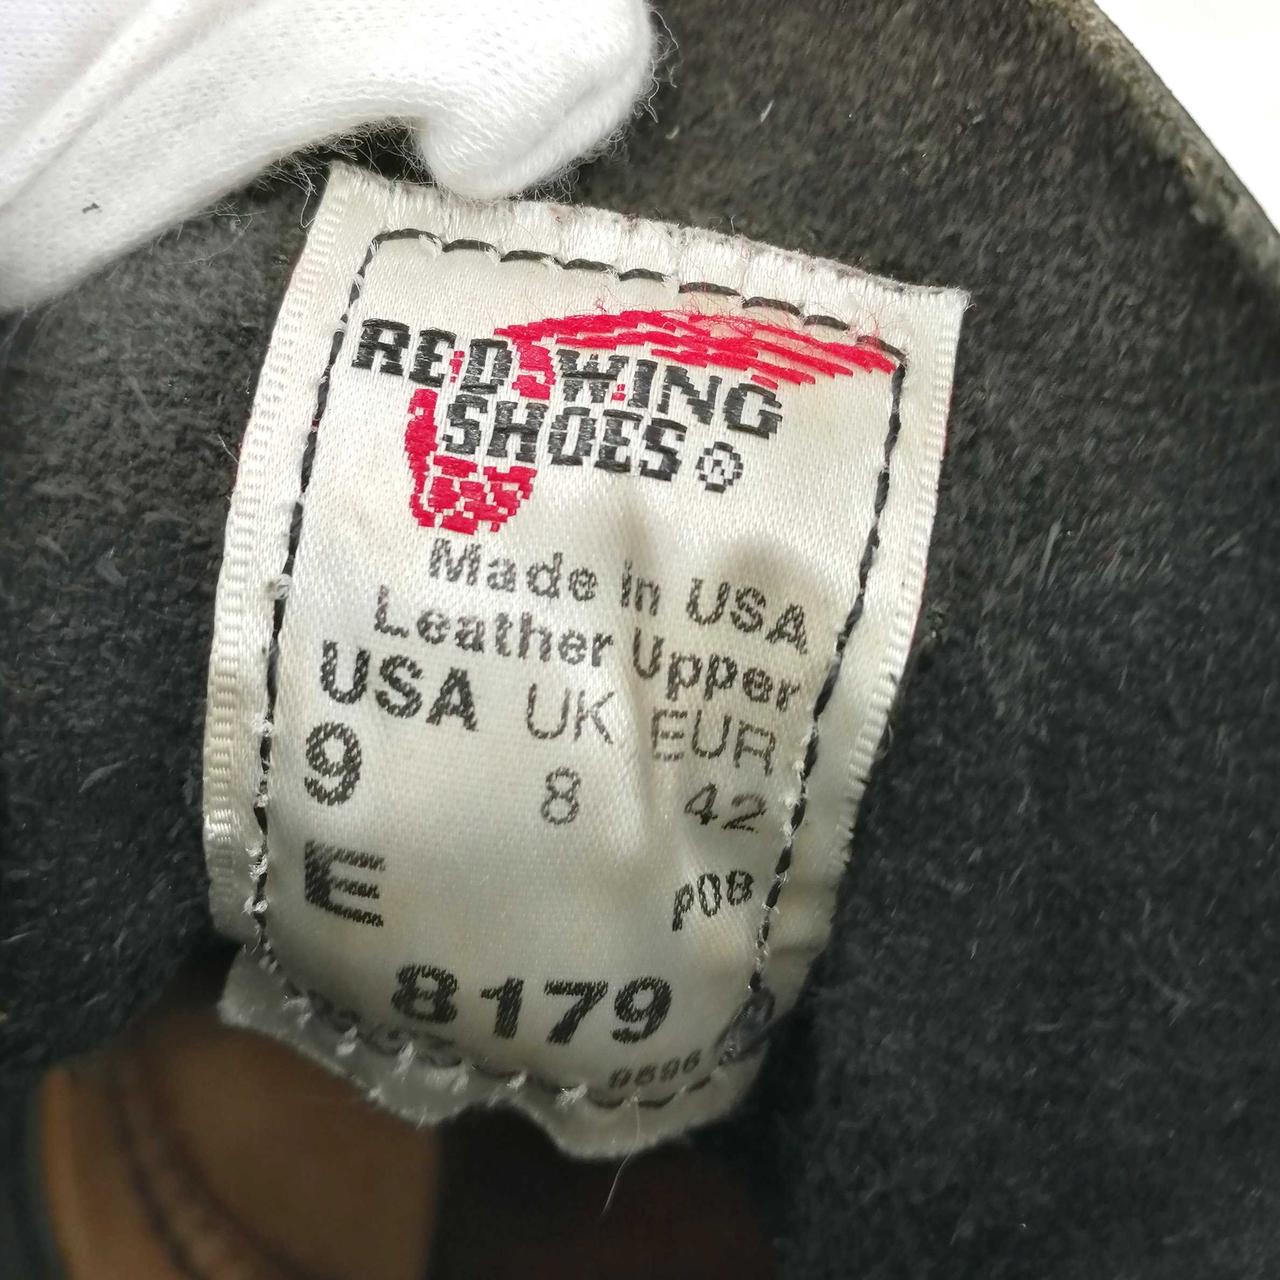 RED WING
SHOES®
Made in USA
Leather Upper
USA UK EUR
9 8 42
E P08
8179